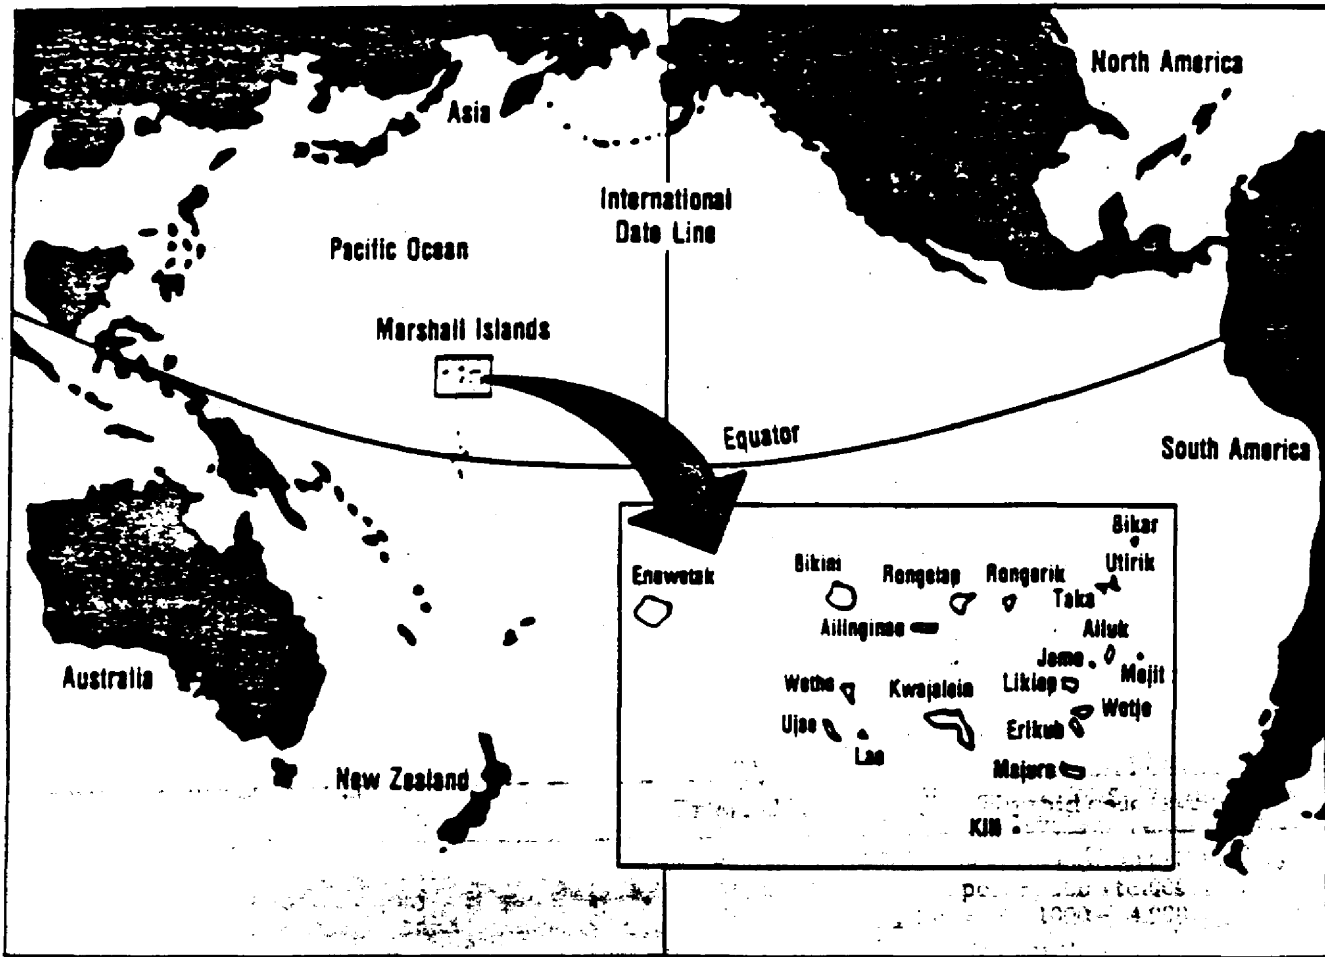 North America
Asia
International
Date Line
Pacific Ocean
Marshall Islands
Equator
South America
Bikar
Enewetak
Bikini
Rongelap
Rongerik
Utirik
Taka
Ailinginae
Ailuk
Jemo
Mejit
Australia
Wotho
Kwajalein
Likiep
Wotje
Ujae
Lae
Erikub
New Zealand
Majuro
Kili